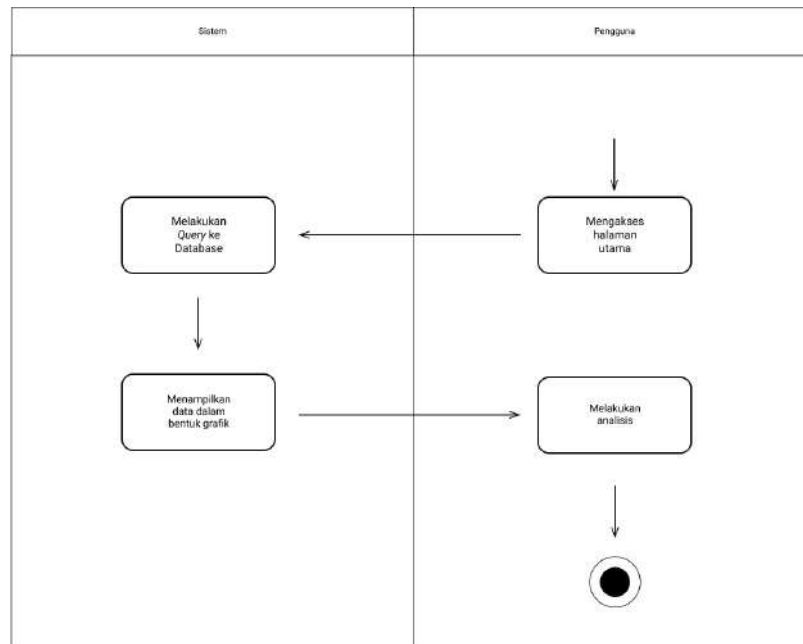 Sistem
Pengguna
Melakukan
Query ke
Database
Mengakses
halaman
utama
Menampilkan
data dalam
bentuk grafik
Melakukan
analisis